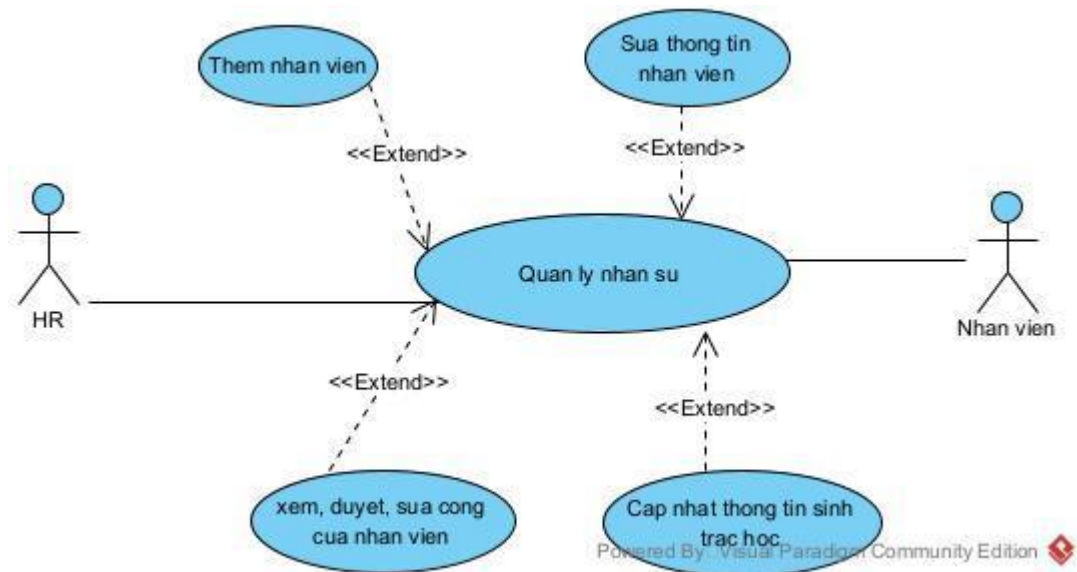 Them nhan vien
Sua thong tin
nhan vien
<<Extend>>
<<Extend>>
Quan ly nhan su
HR
Nhan vien
<<Extend>>
<<Extend>>
xem, duyet, sua cong
cua nhan vien
Cap nhat thong tin sinh
trac hoc
Powered By: Visual Paradigm Community Edition